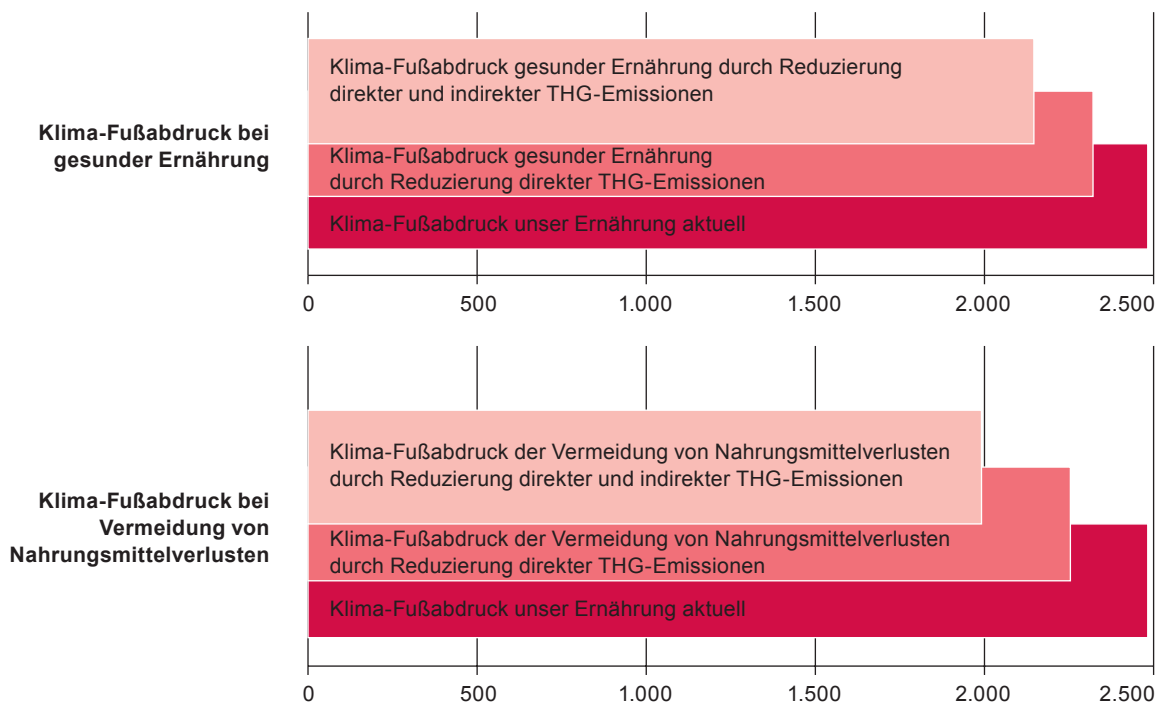 Klima-Fußabdruck bei
gesunder Ernährung
Klima-Fußabdruck gesunder Ernährung durch Reduzierung
direkter und indirekter THG-Emissionen
Klima-Fußabdruck gesunder Ernährung
durch Reduzierung direkter THG-Emissionen
Klima-Fußabdruck unser Ernährung aktuell
0 500 1.000 1.500 2.000 2.500
Klima-Fußabdruck bei
Vermeidung von
Nahrungsmittelverlusten
Klima-Fußabdruck der Vermeidung von Nahrungsmittelverlusten
durch Reduzierung direkter und indirekter THG-Emissionen
Klima-Fußabdruck der Vermeidung von Nahrungsmittelverlusten
durch Reduzierung direkter THG-Emissionen
Klima-Fußabdruck unser Ernährung aktuell
0 500 1.000 1.500 2.000 2.500